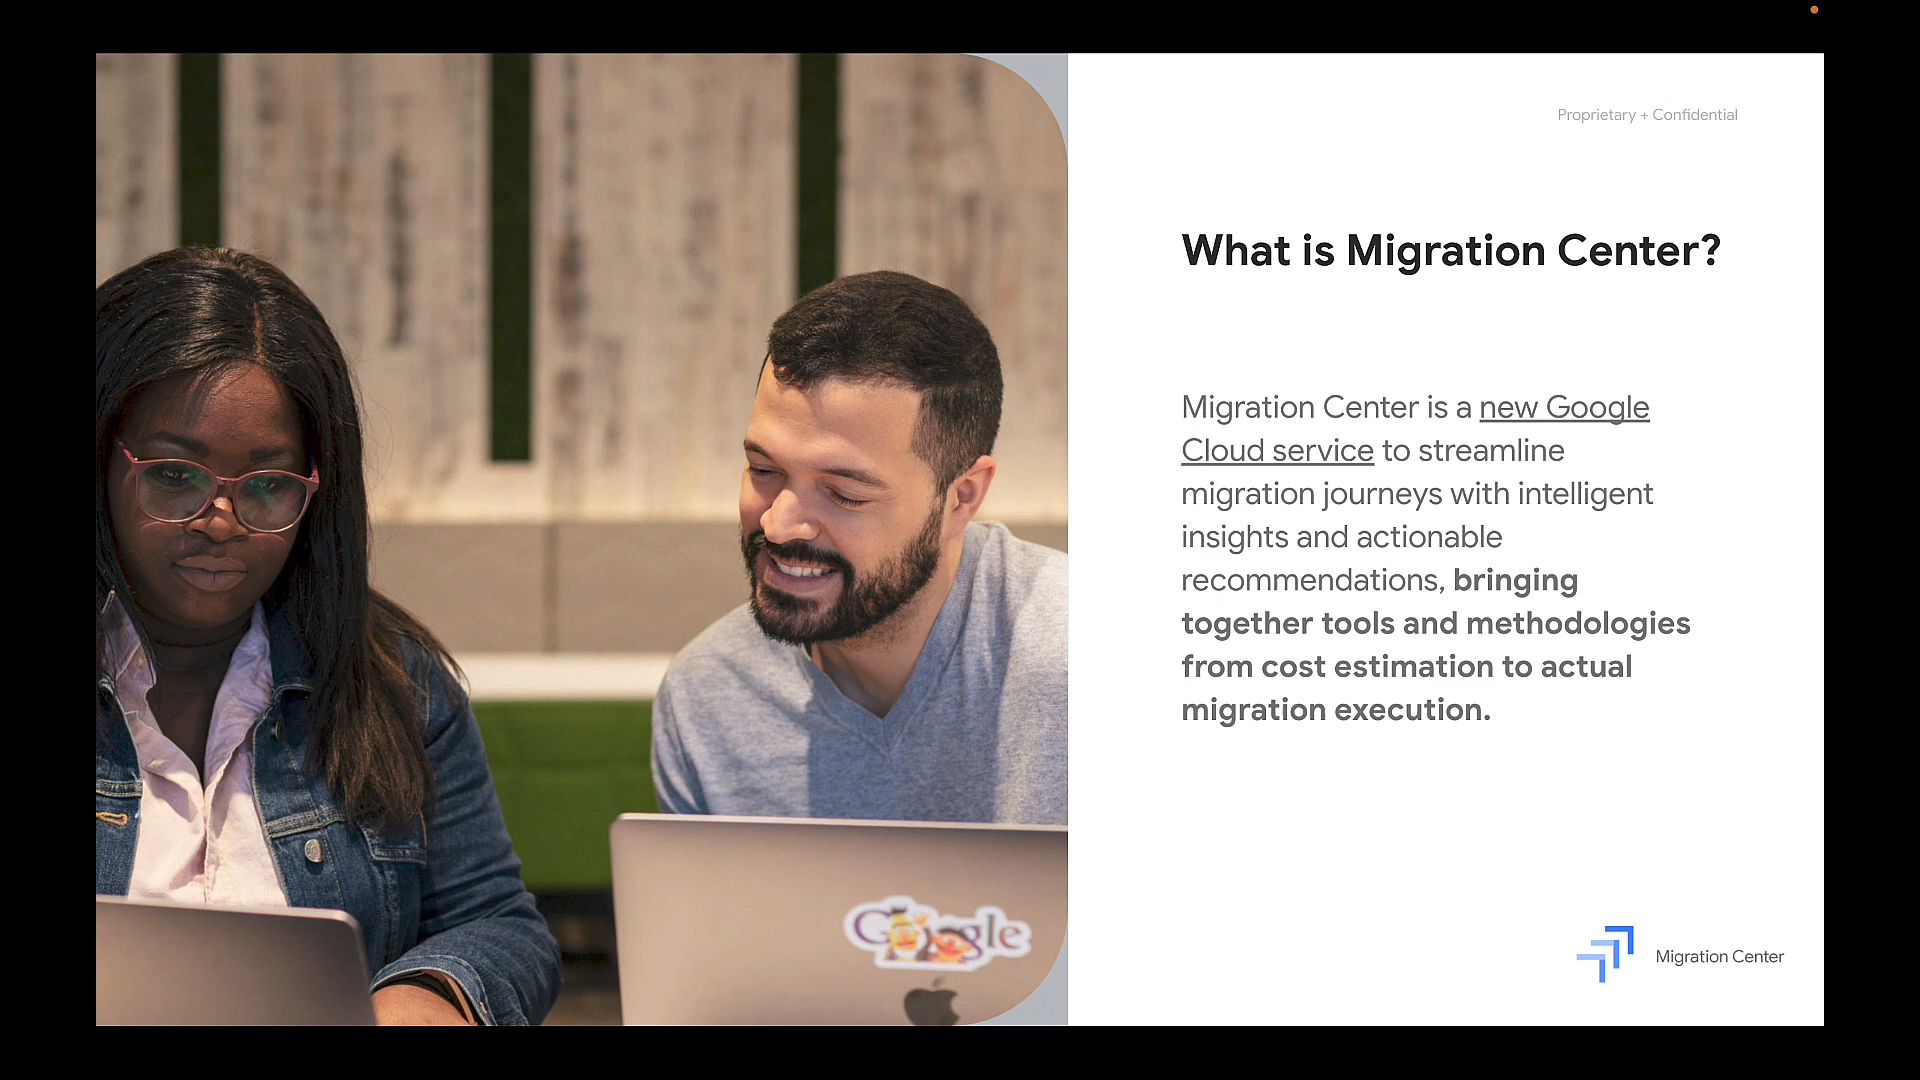 Proprietary + Confidential
What is Migration Center?
Migration Center is a new Google
Cloud service to streamline
migration journeys with intelligent
insights and actionable
recommendations, bringing
together tools and methodologies
from cost estimation to actual
migration execution.
Google
Migration Center